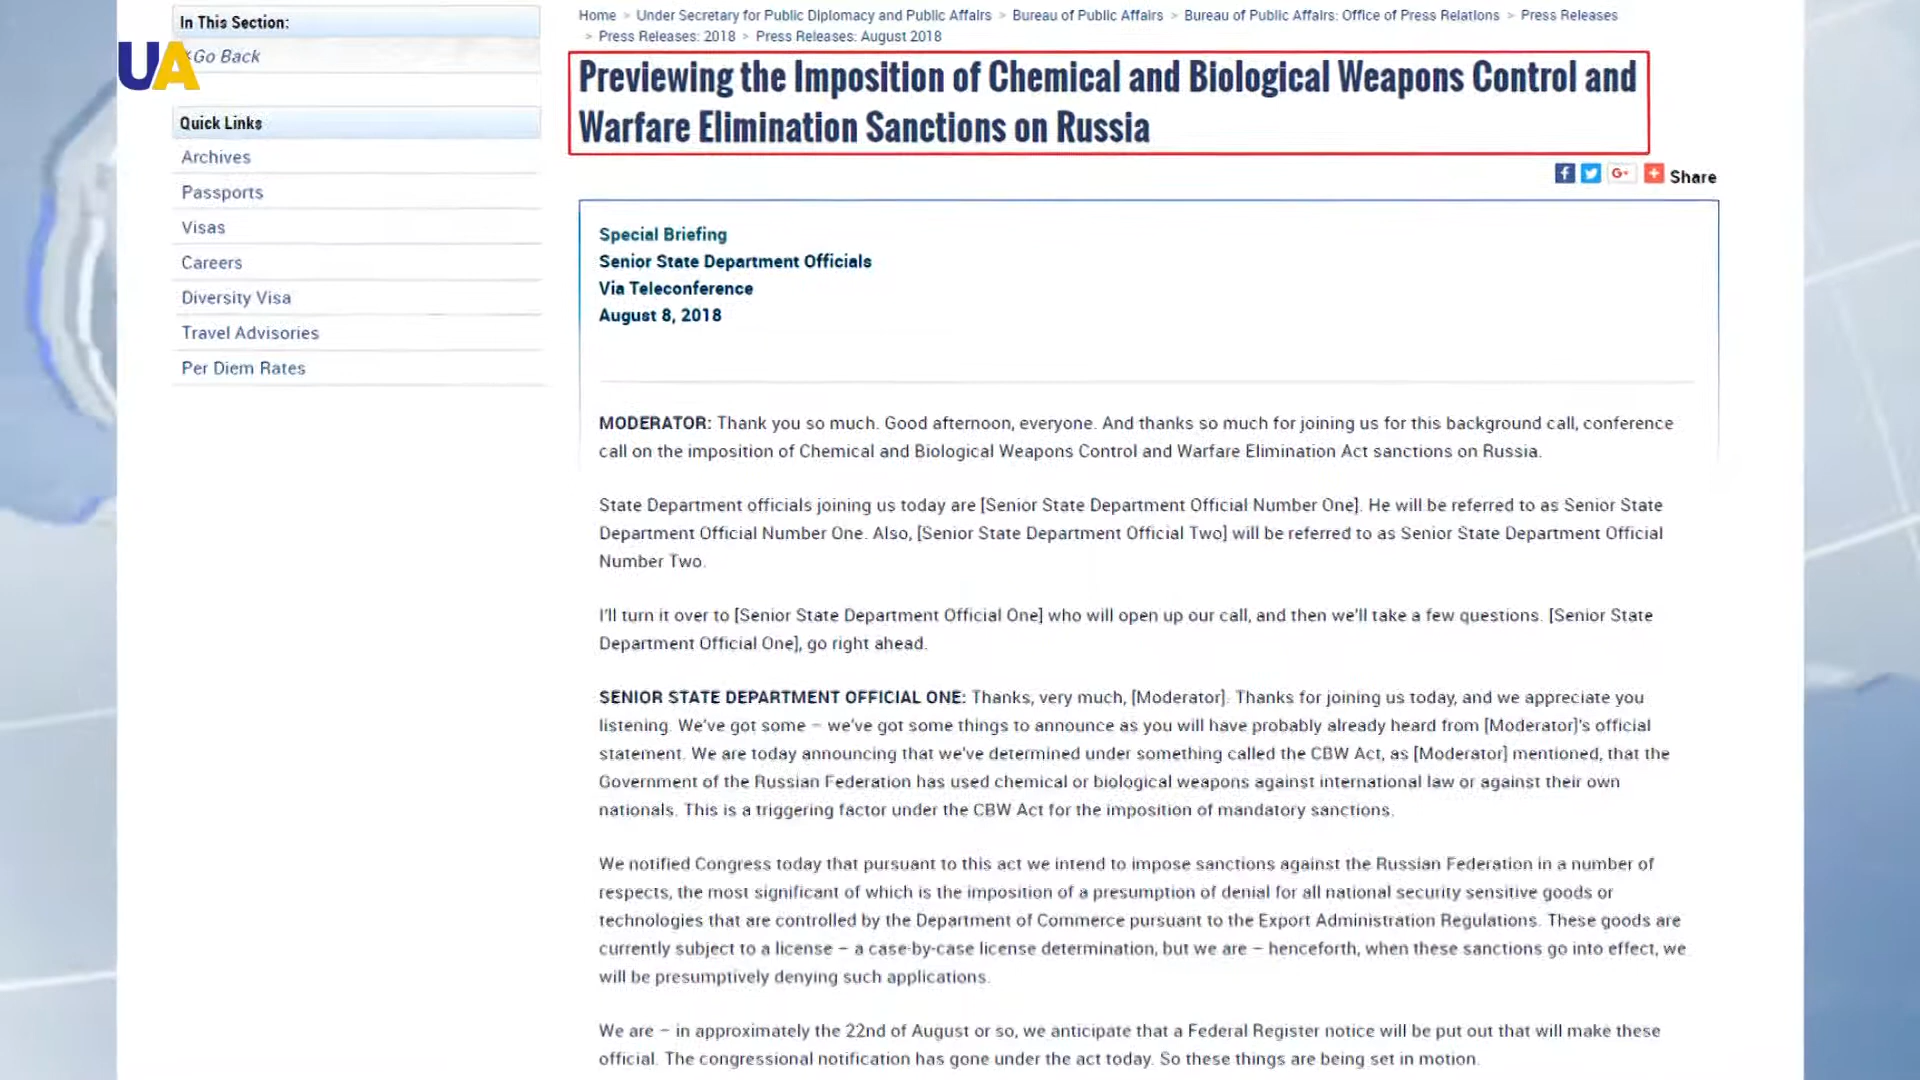 UA
In This Section:
Go Back
Quick Links
Archives
Passports
Visas
Careers
Diversity Visa
Travel Advisories
Per Diem Rates
Home > Under Secretary for Public Diplomacy and Public Affairs > Bureau of Public Affairs > Bureau of Public Affairs: Office of Press Relations > Press Releases
> Press Releases: 2018 > Press Releases: August 2018
Previewing the Imposition of Chemical and Biological Weapons Control and
Warfare Elimination Sanctions on Russia
Share
Special Briefing
Senior State Department Officials
Via Teleconference
August 8, 2018
MODERATOR: Thank you so much. Good afternoon, everyone. And thanks so much for joining us for this background call, conference
call on the imposition of Chemical and Biological Weapons Control and Warfare Elimination Act sanctions on Russia.
State Department officials joining us today are [Senior State Department Official Number One]. He will be referred to as Senior State
Department Official Number One. Also, [Senior State Department Official Two] will be referred to as Senior State Department Official
Number Two.
I'll turn it over to [Senior State Department Official One] who will open up our call, and then we'll take a few questions. [Senior State
Department Official One], go right ahead.
SENIOR STATE DEPARTMENT OFFICIAL ONE: Thanks, very much, [Moderator]. Thanks for joining us today, and we appreciate you
listening. We've got some – we've got some things to announce as you will have probably already heard from [Moderator]'s official
statement. We are today announcing that we've determined under something called the CBW Act, as [Moderator] mentioned, that the
Government of the Russian Federation has used chemical or biological weapons against international law or against their own
nationals. This is a triggering factor under the CBW Act for the imposition of mandatory sanctions.
We notified Congress today that pursuant to this act we intend to impose sanctions against the Russian Federation in a number of
respects, the most significant of which is the imposition of a presumption of denial for all national security sensitive goods or
technologies that are controlled by the Department of Commerce pursuant to the Export Administration Regulations. These goods are
currently subject to a license – a case-by-case license determination, but we are – henceforth, when these sanctions go into effect, we
will be presumptively denying such applications.
We are – in approximately the 22nd of August or so, we anticipate that a Federal Register notice will be put out that will make these
official. The congressional notification has gone under the act today. So these things are being set in motion.